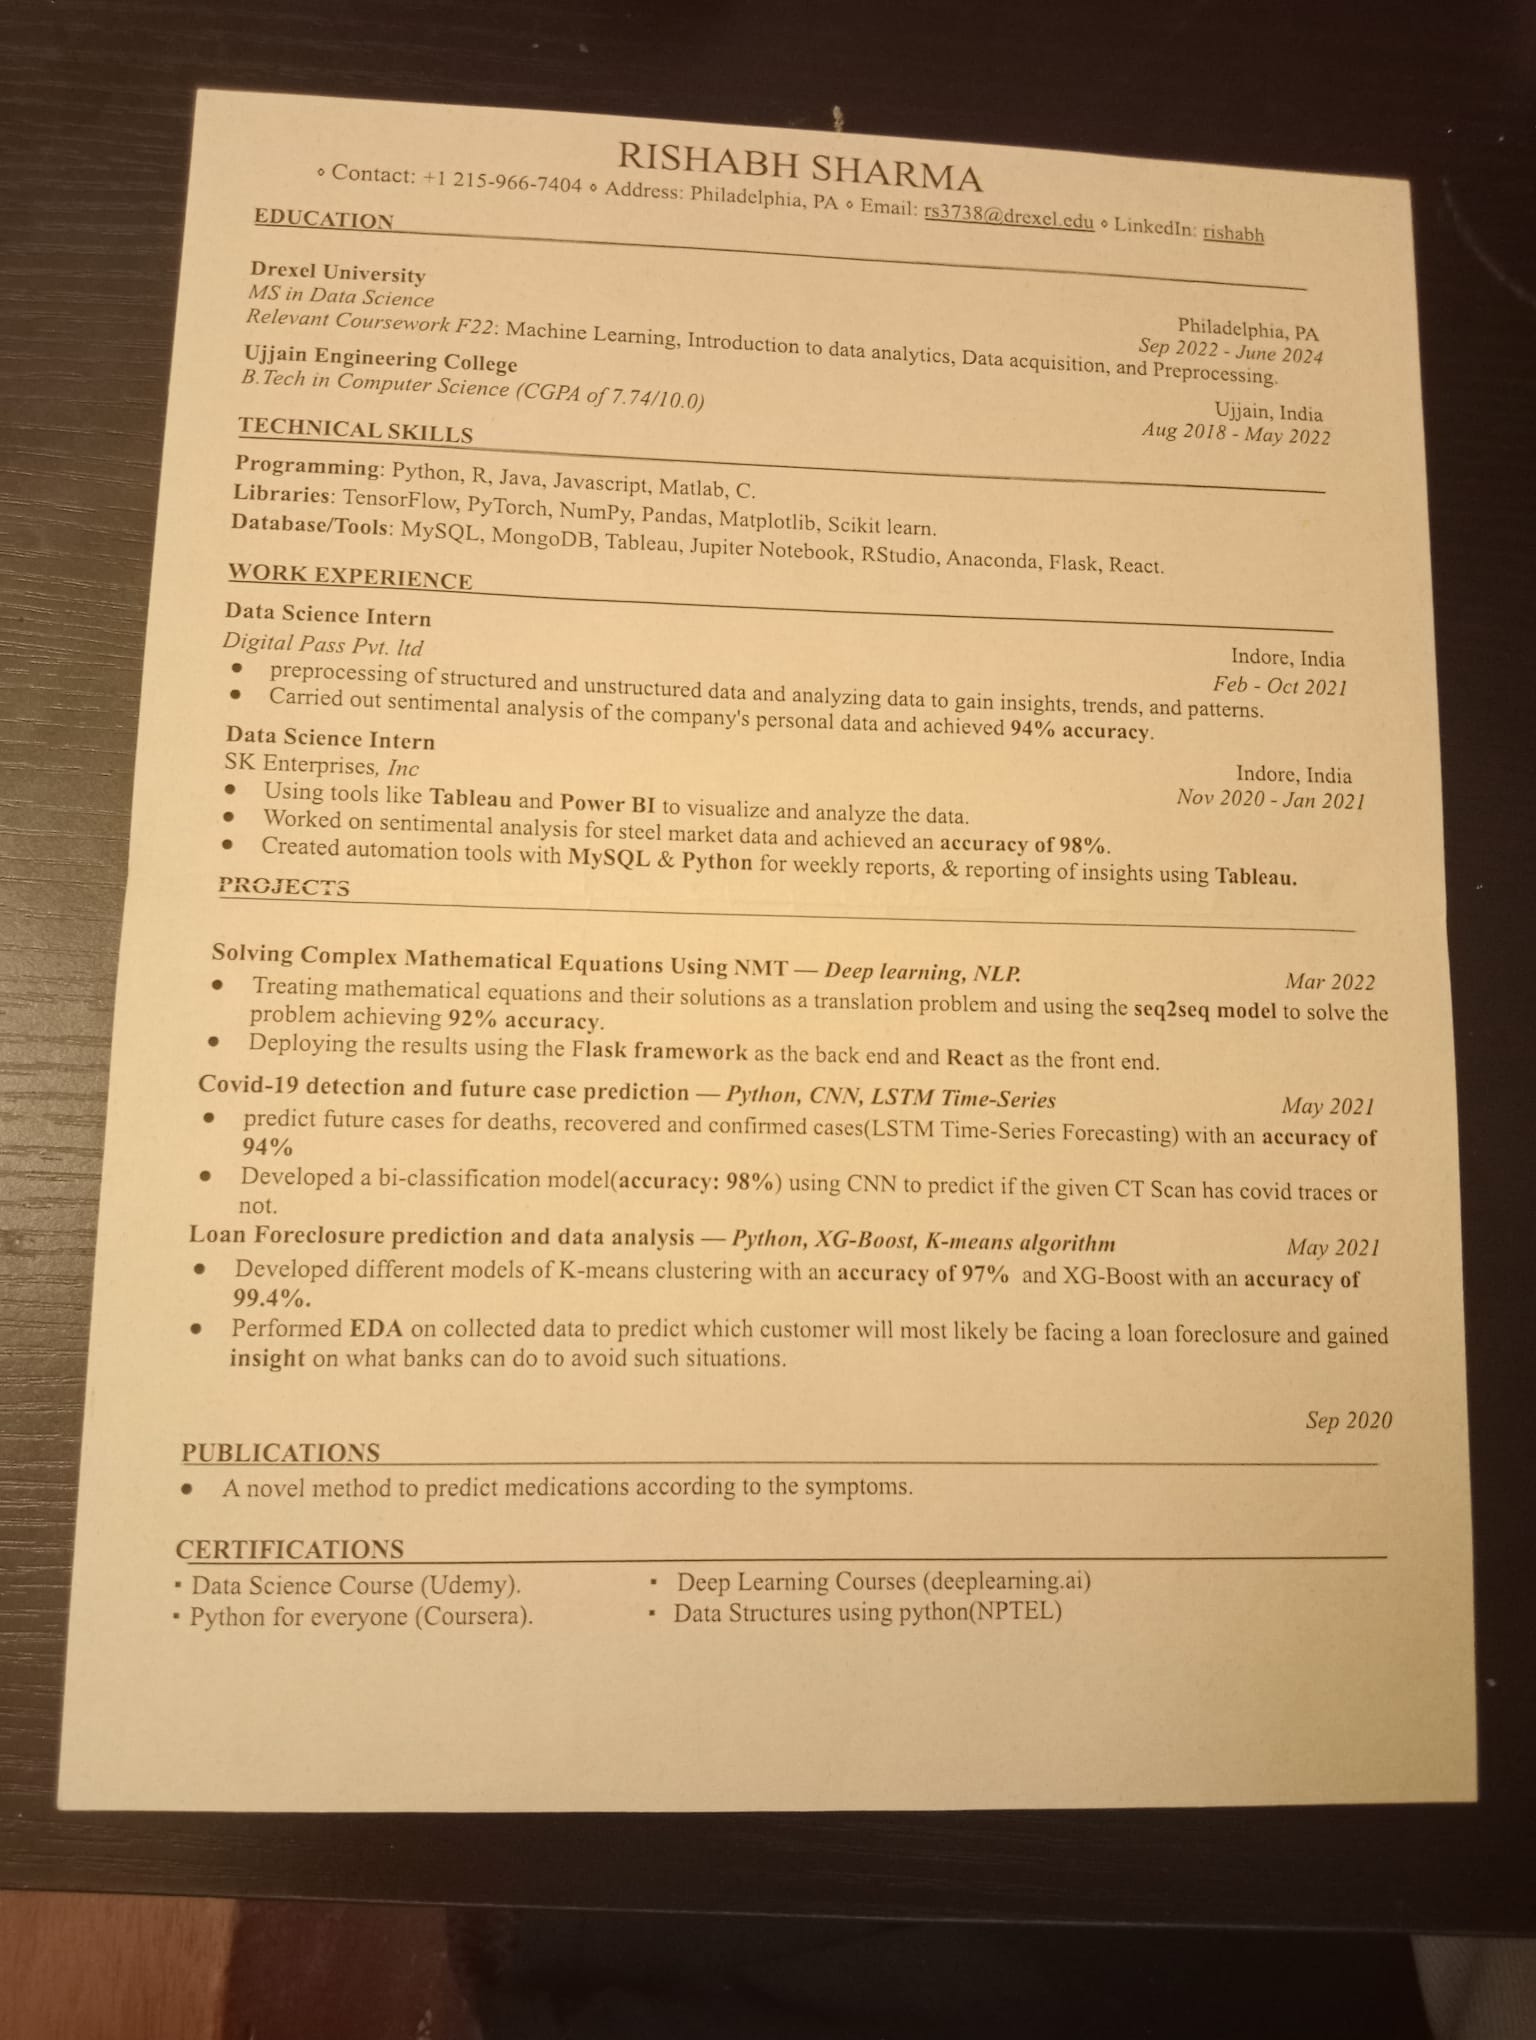 RISHABH SHARMA
⋄ Contact: +1 215-966-7404 ⋄ Address: Philadelphia, PA ⋄ Email: rs3738@drexel.edu ⋄ LinkedIn: rishabh
EDUCATION
Drexel University
Philadelphia, PA
MS in Data Science
Sep 2022 - June 2024
Relevant Coursework F22: Machine Learning, Introduction to data analytics, Data acquisition, and Preprocessing.
Ujjain Engineering College
Ujjain, India
B.Tech in Computer Science (CGPA of 7.74/10.0)
Aug 2018 - May 2022
TECHNICAL SKILLS
Programming: Python, R, Java, Javascript, Matlab, C.
Libraries: TensorFlow, PyTorch, NumPy, Pandas, Matplotlib, Scikit learn.
Database/Tools: MySQL, MongoDB, Tableau, Jupiter Notebook, RStudio, Anaconda, Flask, React.
WORK EXPERIENCE
Data Science Intern
Indore, India
Digital Pass Pvt. ltd
Feb - Oct 2021
● preprocessing of structured and unstructured data and analyzing data to gain insights, trends, and patterns.
● Carried out sentimental analysis of the company's personal data and achieved 94% accuracy.
Data Science Intern
Indore, India
SK Enterprises, Inc
Nov 2020 - Jan 2021
● Using tools like Tableau and Power BI to visualize and analyze the data.
● Worked on sentimental analysis for steel market data and achieved an accuracy of 98%.
● Created automation tools with MySQL & Python for weekly reports, & reporting of insights using Tableau.
PROJECTS
Solving Complex Mathematical Equations Using NMT — Deep learning, NLP.
Mar 2022
● Treating mathematical equations and their solutions as a translation problem and using the seq2seq model to solve the
problem achieving 92% accuracy.
● Deploying the results using the Flask framework as the back end and React as the front end.
Covid-19 detection and future case prediction — Python, CNN, LSTM Time-Series
May 2021
● predict future cases for deaths, recovered and confirmed cases(LSTM Time-Series Forecasting) with an accuracy of
94%
● Developed a bi-classification model(accuracy: 98%) using CNN to predict if the given CT Scan has covid traces or
not.
Loan Foreclosure prediction and data analysis — Python, XG-Boost, K-means algorithm
May 2021
● Developed different models of K-means clustering with an accuracy of 97% and XG-Boost with an accuracy of
99.4%.
● Performed EDA on collected data to predict which customer will most likely be facing a loan foreclosure and gained
insight on what banks can do to avoid such situations.
Sep 2020
PUBLICATIONS
● A novel method to predict medications according to the symptoms.
CERTIFICATIONS
▪ Data Science Course (Udemy). ▪ Deep Learning Courses (deeplearning.ai)
▪ Python for everyone (Coursera). ▪ Data Structures using python(NPTEL)